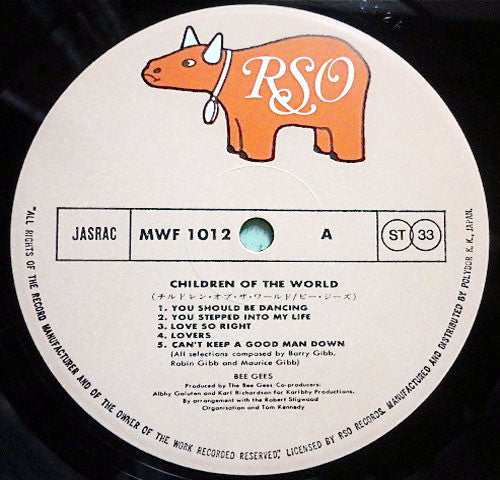 RSO
JASRAC
MWF 1012
A
ST 33
CHILDREN OF THE WORLD
(チルドレン・オブ・ザ・ワールド/ビー・ジーズ)
1. YOU SHOULD BE DANCING
2. YOU STEPPED INTO MY LIFE
3. LOVE SO RIGHT
4. LOVERS
5. CAN'T KEEP A GOOD MAN DOWN
(All selections composed by Barry Gibb,
Robin Gibb and Maurice Gibb)
BEE GEES
Produced by The Bee Gees/Co-producers:
Albhy Galuten and Karl Richardson for Karlbhy Productions.
By arrangement with the Robert Stigwood
Organisation and Tom Kennedy
"ALL RIGHTS OF THE RECORD MANUFACTURER AND OF THE OWNER OF THE WORK RECORDED RESERVED", LICENSED BY RSO RECORDS. MANUFACTURED AND DISTRIBUTED BY POLYDOR K. K., JAPAN.